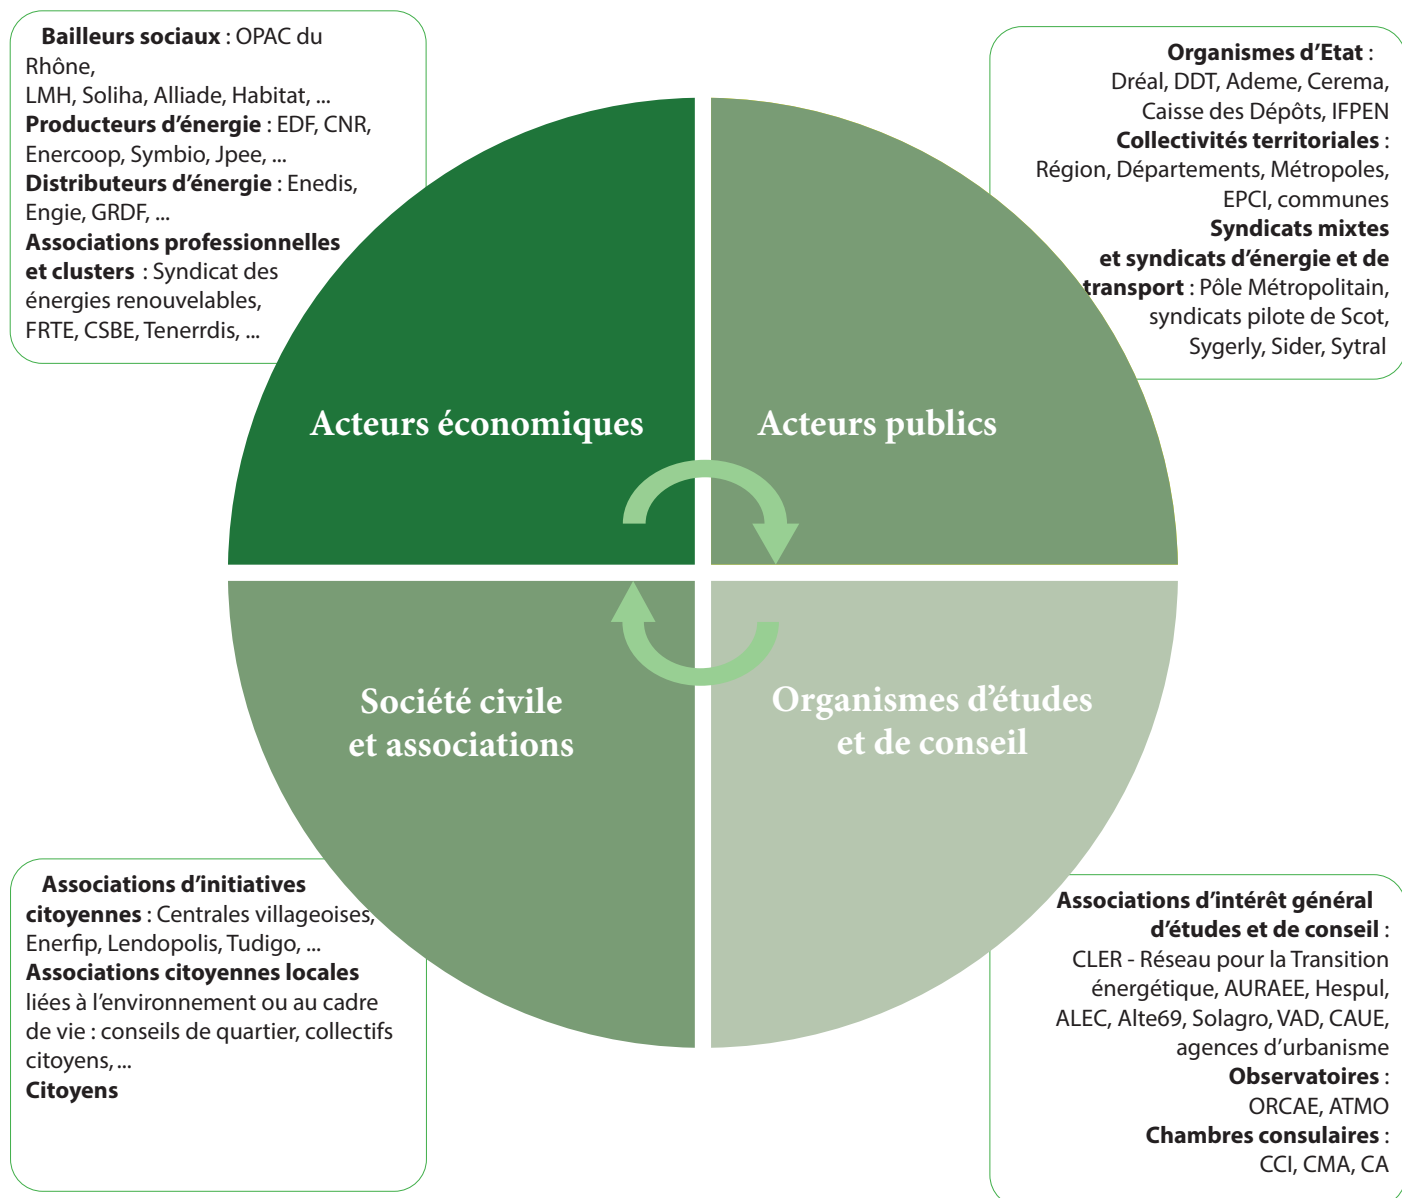 Bailleurs sociaux : OPAC du
Rhône,
LMH, Soliha, Alliade, Habitat, ...
Producteurs d'énergie : EDF, CNR,
Enercoop, Symbio, Jpee, ...
Distributeurs d'énergie : Enedis,
Engie, GRDF, ...
Associations professionnelles
et clusters : Syndicat des
énergies renouvelables,
FRTE, CSBE, Tenerrdis, ...
Organismes d'Etat :
Dréal, DDT, Ademe, Cerema,
Caisse des Dépôts, IFPEN
Collectivités territoriales :
Région, Départements, Métropoles,
EPCI, communes
Syndicats mixtes
et syndicats d'énergie et de
transport : Pôle Métropolitain,
syndicats pilote de Scot,
Sygerly, Sider, Sytral
Acteurs économiques
Acteurs publics
Société civile
et associations
Organismes d'études
et de conseil
Associations d'initiatives
citoyennes : Centrales villageoises,
Enerfip, Lendopolis, Tudigo, ...
Associations citoyennes locales
liées à l'environnement ou au cadre
de vie : conseils de quartier, collectifs
citoyens, ...
Citoyens
Associations d'intérêt général
d'études et de conseil :
CLER - Réseau pour la Transition
énergétique, AURAEE, Hespul,
ALEC, Alte69, Solagro, VAD, CAUE,
agences d'urbanisme
Observatoires :
ORCAE, ATMO
Chambres consulaires :
CCI, CMA, CA